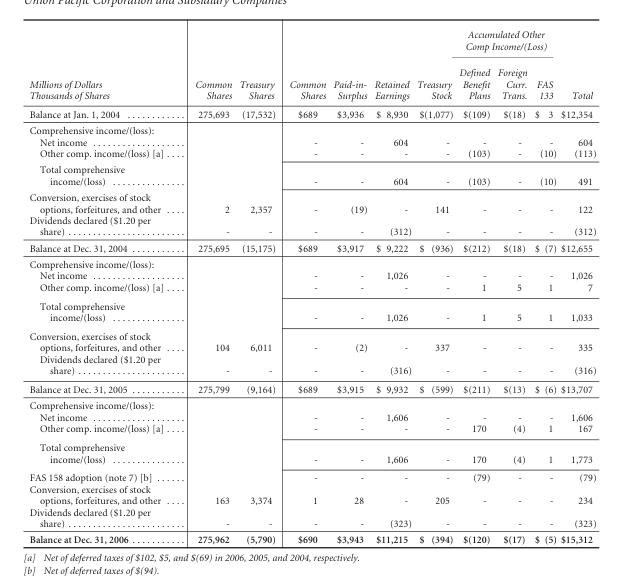 Union Pacific Corporation and Subsidiary Companies
Accumulated Other
Comp Income/(Loss)
Defined Foreign
Millions of Dollars Common Treasury Common Paid-in- Retained Treasury Benefit Curr. FAS
Thousands of Shares Shares Shares Shares Surplus Earnings Stock Plans Trans. 133 Total
Balance at Jan. 1, 2004 ............ 275,693 (17,532) $689 $3,936 $ 8,930 $(1,077) $(109) $(18) $ 3 $12,354
Comprehensive income/(loss):
Net income ................... - - 604 - - - - 604
Other comp. income/(loss) [a] .... - - - - (103) - (10) (113)
Total comprehensive
income/(loss) ............... - - 604 - (103) - (10) 491
Conversion, exercises of stock
options, forfeitures, and other .... 2 2,357 - (19) - 141 - - - 122
Dividends declared ($1.20 per
share) ........................ - - - - (312) - - - - (312)
Balance at Dec. 31, 2004 ........... 275,695 (15,175) $689 $3,917 $ 9,222 $ (936) $(212) $(18) $ (7) $12,655
Comprehensive income/(loss):
Net income ................... - - 1,026 - - - - 1,026
Other comp. income/(loss) [a] .... - - - - 1 5 1 7
Total comprehensive
income/(loss) ............... - - 1,026 - 1 5 1 1,033
Conversion, exercises of stock
options, forfeitures, and other .... 104 6,011 - (2) - 337 - - - 335
Dividends declared ($1.20 per
share) ...................... - - - - (316) - - - - (316)
Balance at Dec. 31, 2005 ........... 275,799 (9,164) $689 $3,915 $ 9,932 $ (599) $(211) $(13) $ (6) $13,707
Comprehensive income/(loss):
Net income ................... - - 1,606 - - - - 1,606
Other comp. income/(loss) [a] .... - - - - 170 (4) 1 167
Total comprehensive
income/(loss) ............... - - 1,606 - 170 (4) 1 1,773
FAS 158 adoption (note 7) [b] ...... - - - - (79) - - (79)
Conversion, exercises of stock
options, forfeitures, and other .... 163 3,374 1 28 - 205 - - - 234
Dividends declared ($1.20 per
share) ...................... - - - - (323) - - - - (323)
Balance at Dec. 31, 2006 ........... 275,962 (5,790) $690 $3,943 $11,215 $ (394) $(120) $(17) $ (5) $15,312
[a] Net of deferred taxes of $102, $5, and $(69) in 2006, 2005, and 2004, respectively.
[b] Net of deferred taxes of $(94).